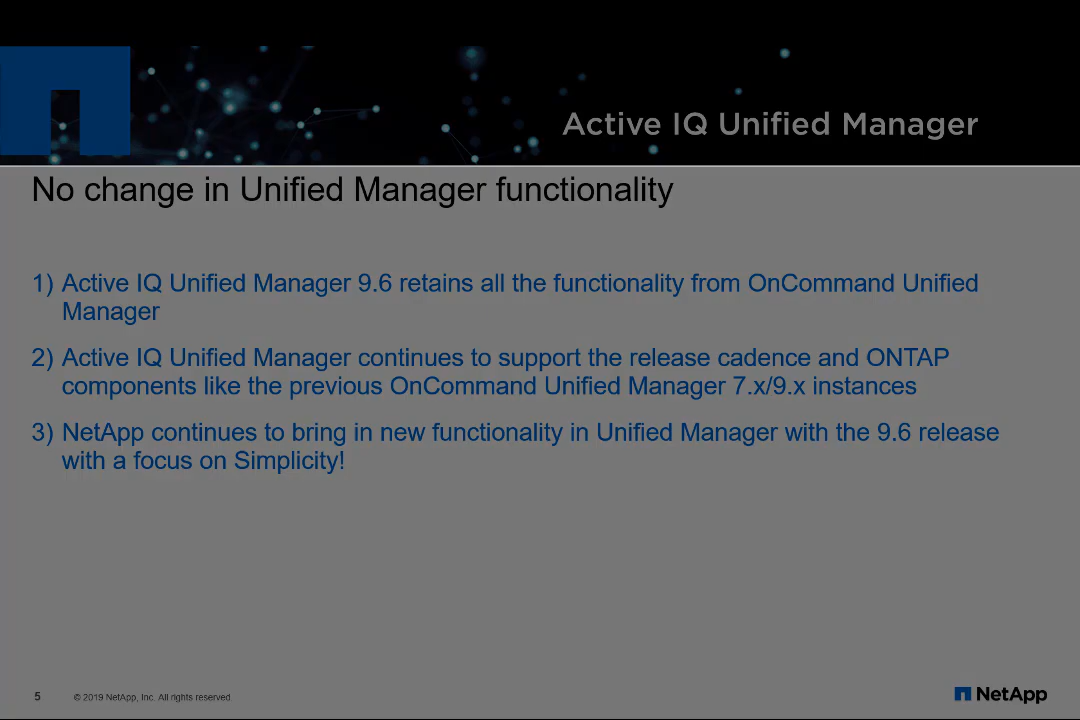 Active IQ Unified Manager
No change in Unified Manager functionality
1) Active IQ Unified Manager 9.6 retains all the functionality from OnCommand Unified
Manager
2) Active IQ Unified Manager continues to support the release cadence and ONTAP
components like the previous OnCommand Unified Manager 7.x/9.x instances
3) NetApp continues to bring in new functionality in Unified Manager with the 9.6 release
with a focus on Simplicity!
5 © 2019 NetApp, Inc. All rights reserved.
NetApp